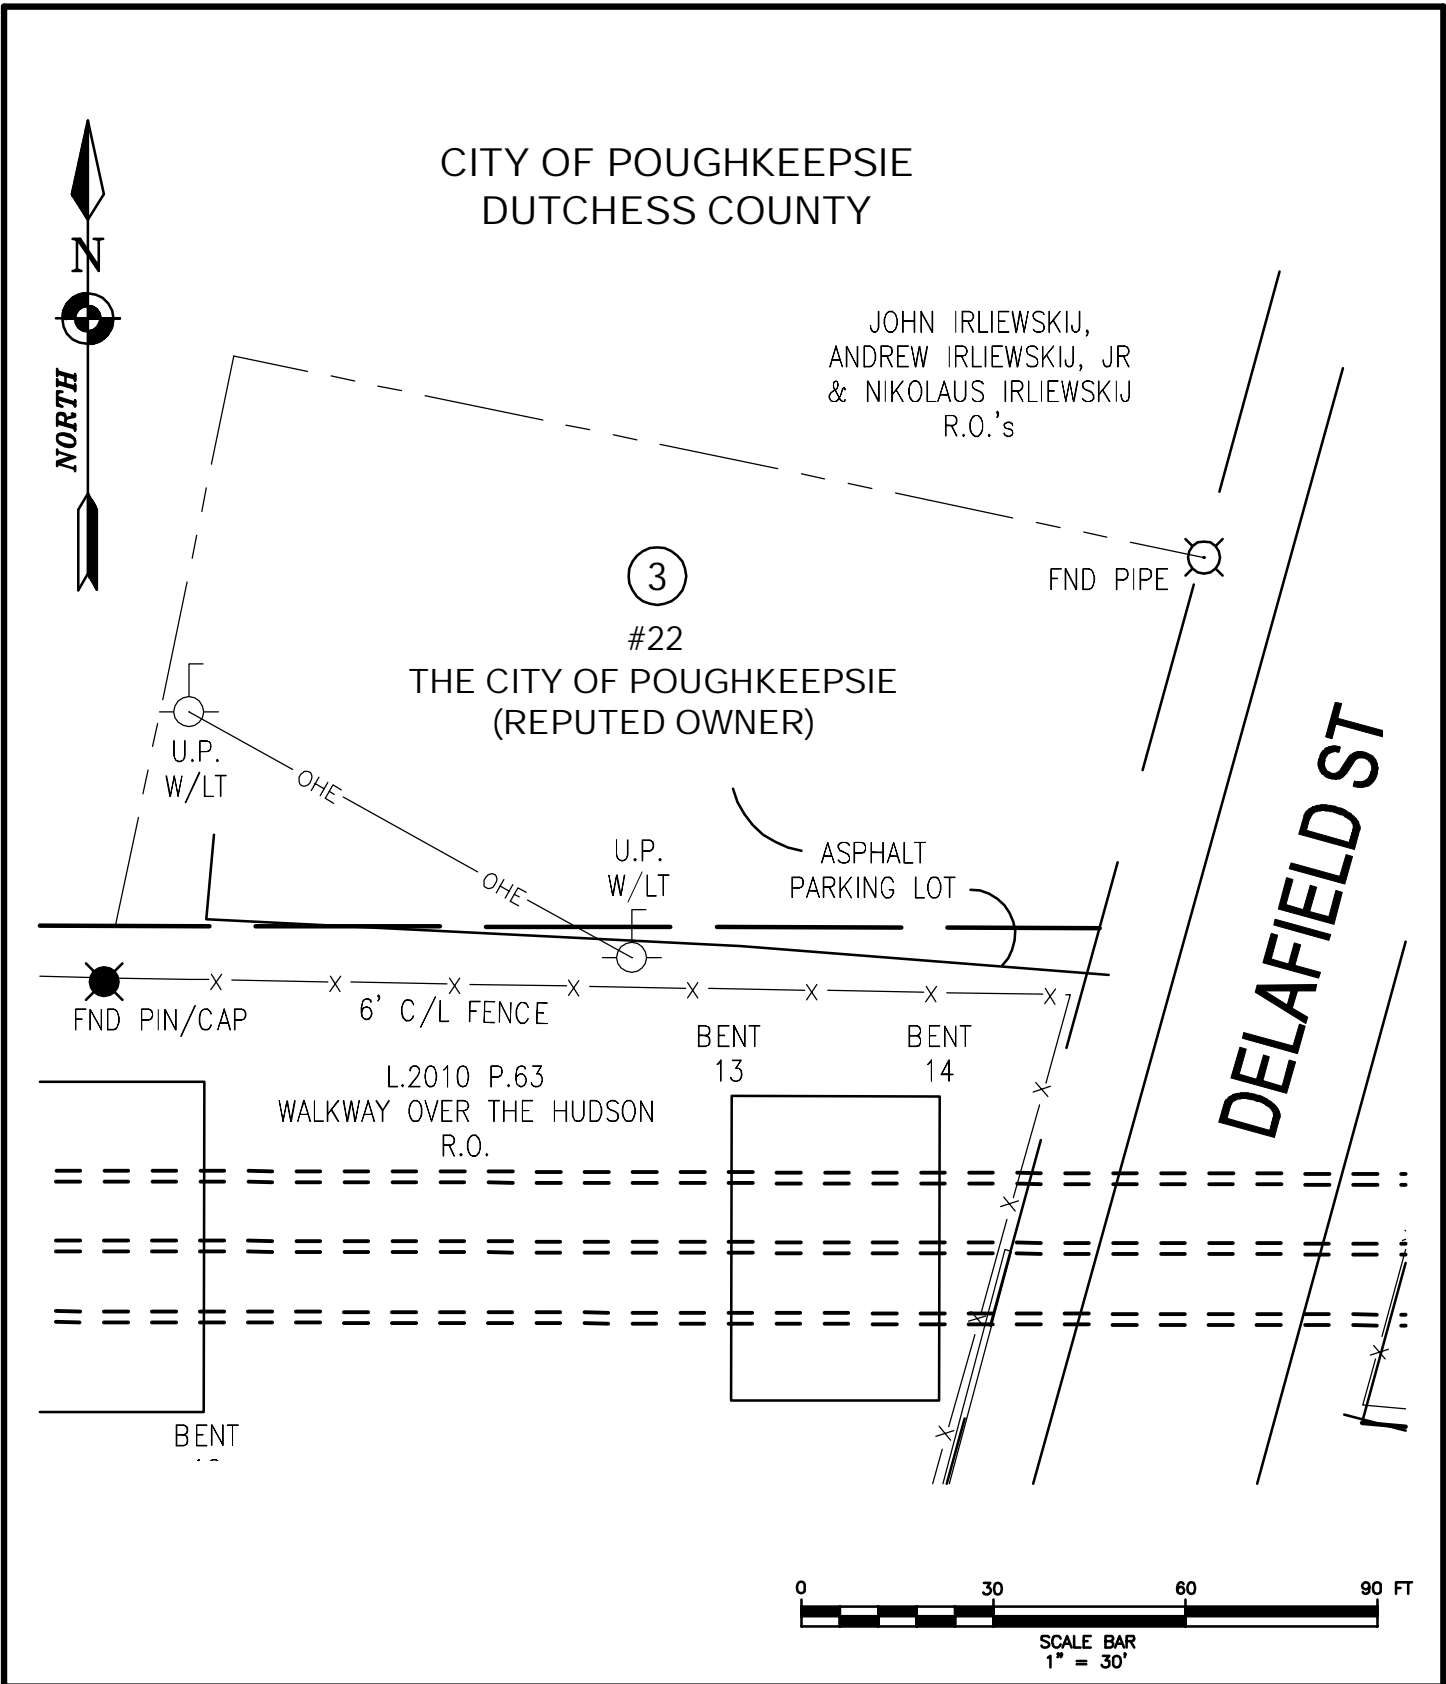 CITY OF POUGHKEEPSIE
DUTCHESS COUNTY
N
NORTH
JOHN IRLIEWSKIJ,
ANDREW IRLIEWSKIJ, JR
& NIKOLAUS IRLIEWSKIJ
R.O.'s
FND PIPE
3
#22
THE CITY OF POUGHKEEPSIE
(REPUTED OWNER)
U.P.
W/LT
OHE
OHE
U.P.
W/LT
ASPHALT
PARKING LOT
DELAFIELD ST
X X X X X X X X
FND PIN/CAP
6' C/L FENCE
BENT
13
BENT
14
L.2010 P.63
WALKWAY OVER THE HUDSON
R.O.
X
X
X
X
X
BENT
0 30 60 90 FT
SCALE BAR
1" = 30'